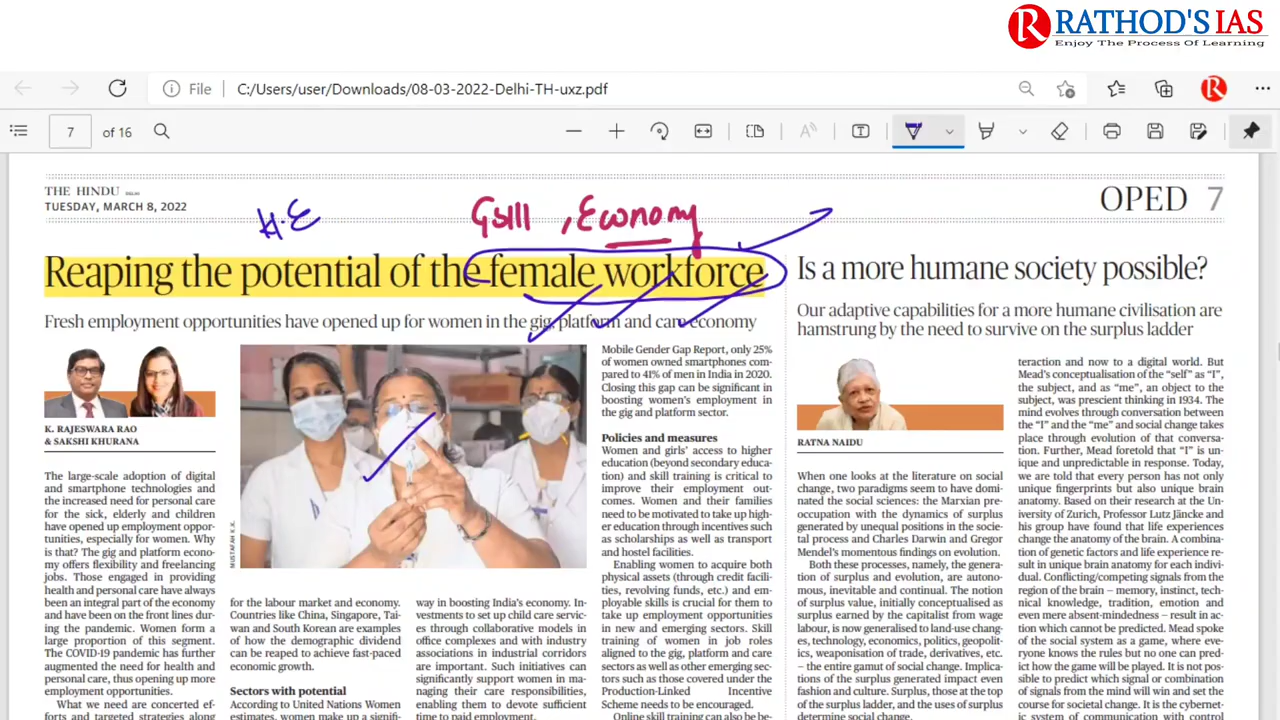 RATHOD'S IAS
Enjoy The Process Of Learning
File
C:/Users/user/Downloads/08-03-2022-Delhi-TH-uxz.pdf
7 of 16
THE HINDU DELHI
TUESDAY, MARCH 8, 2022
H.E
GSIII , Economy
OPED 7
Reaping the potential of the female workforce
Fresh employment opportunities have opened up for women in the gig, platform and care economy
K. RAJESWARA RAO
& SAKSHI KHURANA
The large-scale adoption of digital
and smartphone technologies and
the increased need for personal care
for the sick, elderly and children
have opened up employment oppor-
tunities, especially for women. Why
is that? The gig and platform econo-
my offers flexibility and freelancing
jobs. Those engaged in providing
health and personal care have always
been an integral part of the economy
and have been on the front lines dur-
ing the pandemic. Women form a
large proportion of this segment.
The COVID-19 pandemic has further
augmented the need for health and
personal care, thus opening up more
employment opportunities.
What we need are concerted ef-
forts and targeted strategies along
MUSTAFAH K.K.
for the labour market and economy.
Countries like China, Singapore, Tai-
wan and South Korean are examples
of how the demographic dividend
can be reaped to achieve fast-paced
economic growth.
Sectors with potential
According to United Nations Women
estimates, women make up a signifi-
way in boosting India's economy. In-
vestments to set up child care servic-
es through collaborative models in
office complexes and with industry
associations in industrial corridors
are important. Such initiatives can
significantly support women in ma-
naging their care responsibilities,
enabling them to devote sufficient
time to paid employment.
Mobile Gender Gap Report, only 25%
of women owned smartphones com-
pared to 41% of men in India in 2020.
Closing this gap can be significant in
boosting women's employment in
the gig and platform sector.
Policies and measures
Women and girls' access to higher
education (beyond secondary educa-
tion) and skill training is critical to
improve their employment out-
comes. Women and their families
need to be motivated to take up high-
er education through incentives such
as scholarships as well as transport
and hostel facilities.
Enabling women to acquire both
physical assets (through credit facili-
ties, revolving funds, etc.) and em-
ployable skills is crucial for them to
take up employment opportunities
in new and emerging sectors. Skill
training of women in job roles
aligned to the gig, platform and care
sectors as well as other emerging sec-
tors such as those covered under the
Production-Linked Incentive
Scheme needs to be encouraged.
Online skill training can also be be-
Is a more humane society possible?
Our adaptive capabilities for a more humane civilisation are
hamstrung by the need to survive on the surplus ladder
RATNA NAIDU
When one looks at the literature on social
change, two paradigms seem to have domi-
nated the social sciences: the Marxian pre-
occupation with the dynamics of surplus
generated by unequal positions in the socie-
tal process and Charles Darwin and Gregor
Mendel's momentous findings on evolution.
Both these processes, namely, the genera-
tion of surplus and evolution, are autono-
mous, inevitable and continual. The notion
of surplus value, initially conceptualised as
surplus earned by the capitalist from wage
labour, is now generalised to land-use chan-
ges, technology, economics, politics, geopolit-
ics, weaponisation of trade, derivatives, etc.
– the entire gamut of social change. Implica-
tions of the surplus generated impact even
fashion and culture. Surplus, those at the top
of the surplus ladder, and the uses of surplus
determine social change.
teraction and now to a digital world. But
Mead's conceptualisation of the "self" as "I",
the subject, and as "me", an object to the
subject, was prescient thinking in 1934. The
mind evolves through conversation between
the "I" and the "me" and social change takes
place through evolution of that conversa-
tion. Further, Mead foretold that "I" is un-
ique and unpredictable in response. Today,
we are told that every person has not only
unique fingerprints but also unique brain
anatomy. Based on their research at the Un-
iversity of Zurich, Professor Lutz Jäncke and
his group have found that life experiences
change the anatomy of the brain. A combina-
tion of genetic factors and life experience re-
sult in unique brain anatomy for each indivi-
dual. Conflicting/competing signals from the
region of the brain – memory, instinct, tech-
nical knowledge, tradition, emotion and
even mere absent-mindedness – result in ac-
tion which cannot be predicted. Mead spoke
of the social system as a game, where eve-
ryone knows the rules but no one can pred-
ict how the game will be played. It is not pos-
sible to predict which signal or combination
of signals from the mind will win and set the
course for societal change. It is the cybernet-
ic system of communication with control